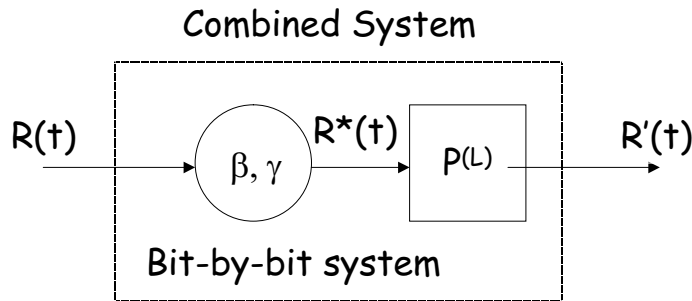 Combined System
R(t)
β, γ
R*(t)
P(L)
R'(t)
Bit-by-bit system